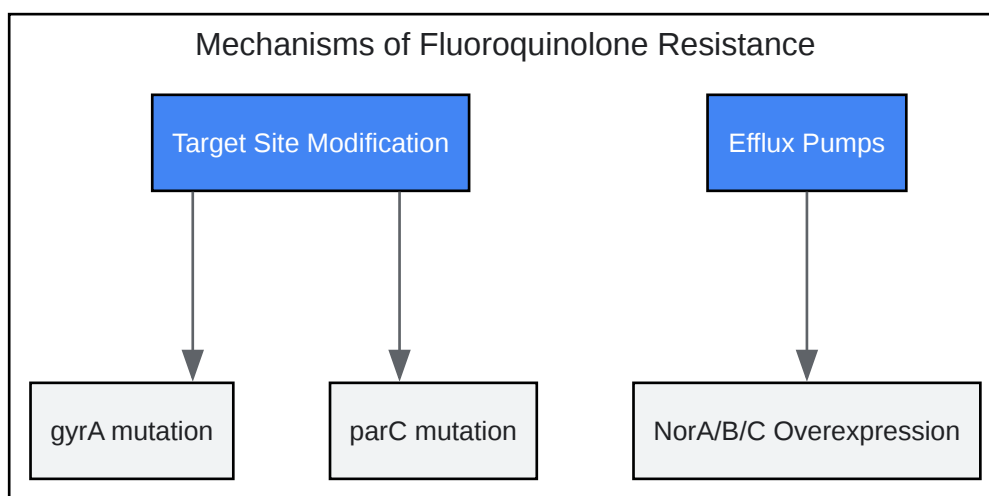 Mechanisms of Fluoroquinolone Resistance
Target Site Modification
Efflux Pumps
gyrA mutation
parC mutation
NorA/B/C Overexpression